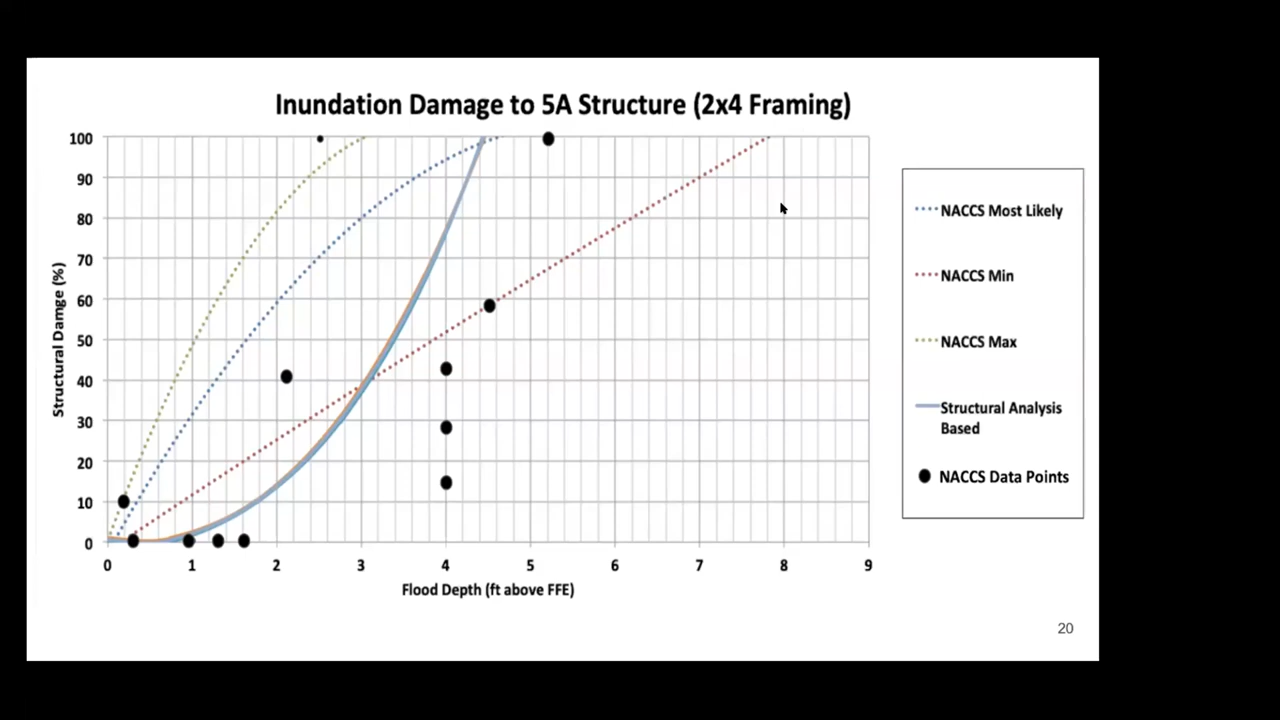 Inundation Damage to 5A Structure (2x4 Framing)
100
90
80
70
60
50
40
30
20
10
0
Structural Damge (%)
0 1 2 3 4 5 6 7 8 9
Flood Depth (ft above FFE)
NACCS Most Likely
NACCS Min
NACCS Max
Structural Analysis
Based
NACCS Data Points
20